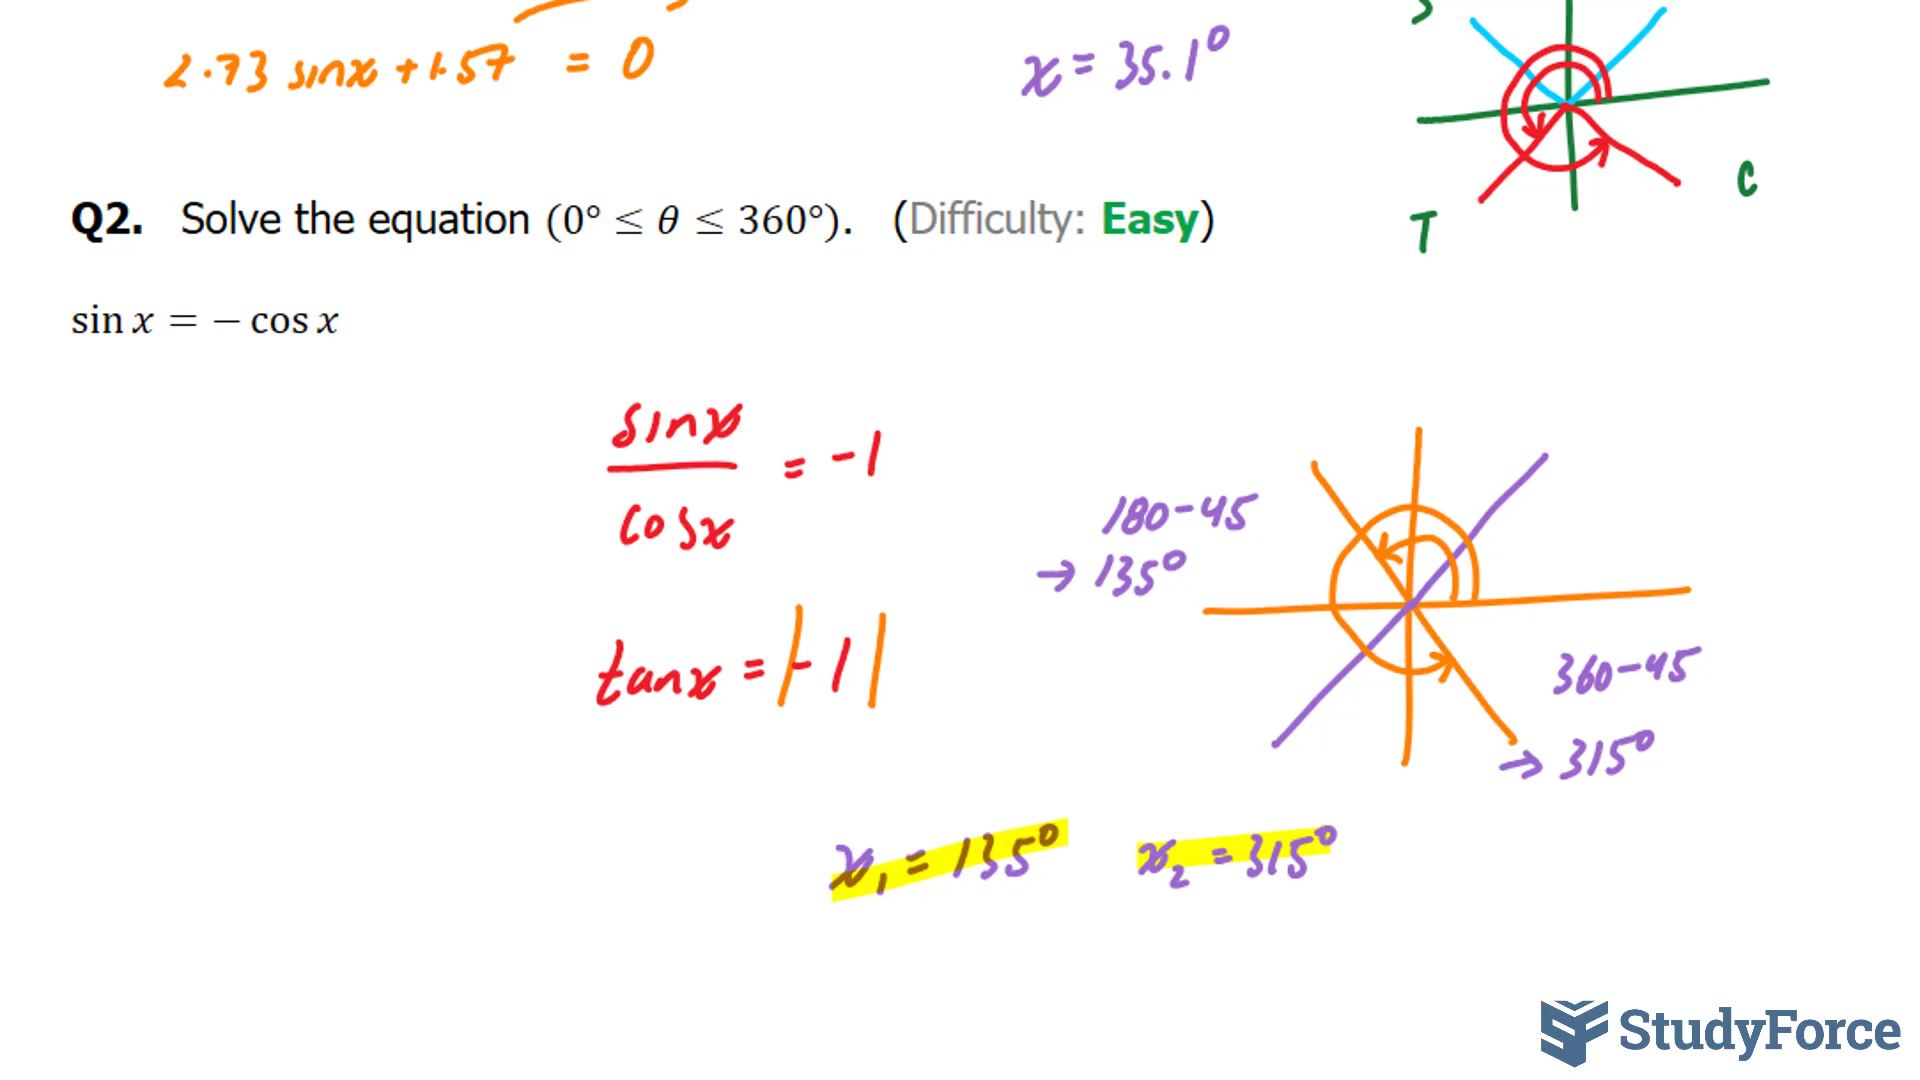 2.73 sinx + 1.57 = 0
x = 35.1°
S
C
T
Q2. Solve the equation (0° ≤ θ ≤ 360°). (Difficulty: Easy)
sin x = − cos x
sinx
cosx
= -1
180-45
→ 135°
tanx = |-1|
360-45
→ 315°
x₁ = 135°
x₂ = 315°
StudyForce